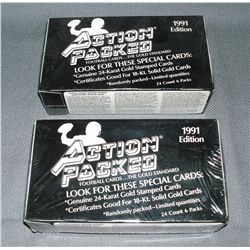 1991
Edition
ACTION
PACKED
FOOTBALL CARDS...THE GOLD STANDARD
LOOK FOR THESE SPECIAL CARDS:
*Genuine 24-Karat Gold Stamped Cards
*Certificates Good For 18-Kt. Solid Gold Cards
*Randomly packed-Limited quantities
24 Count 6 Packs
1991
Edition
ACTION
PACKED
FOOTBALL CARDS...THE GOLD STANDARD
LOOK FOR THESE SPECIAL CARDS:
*Genuine 24-Karat Gold Stamped Cards
*Certificates Good For 18-Kt. Solid Gold Cards
*Randomly packed-Limited quantities
24 Count 6 Packs